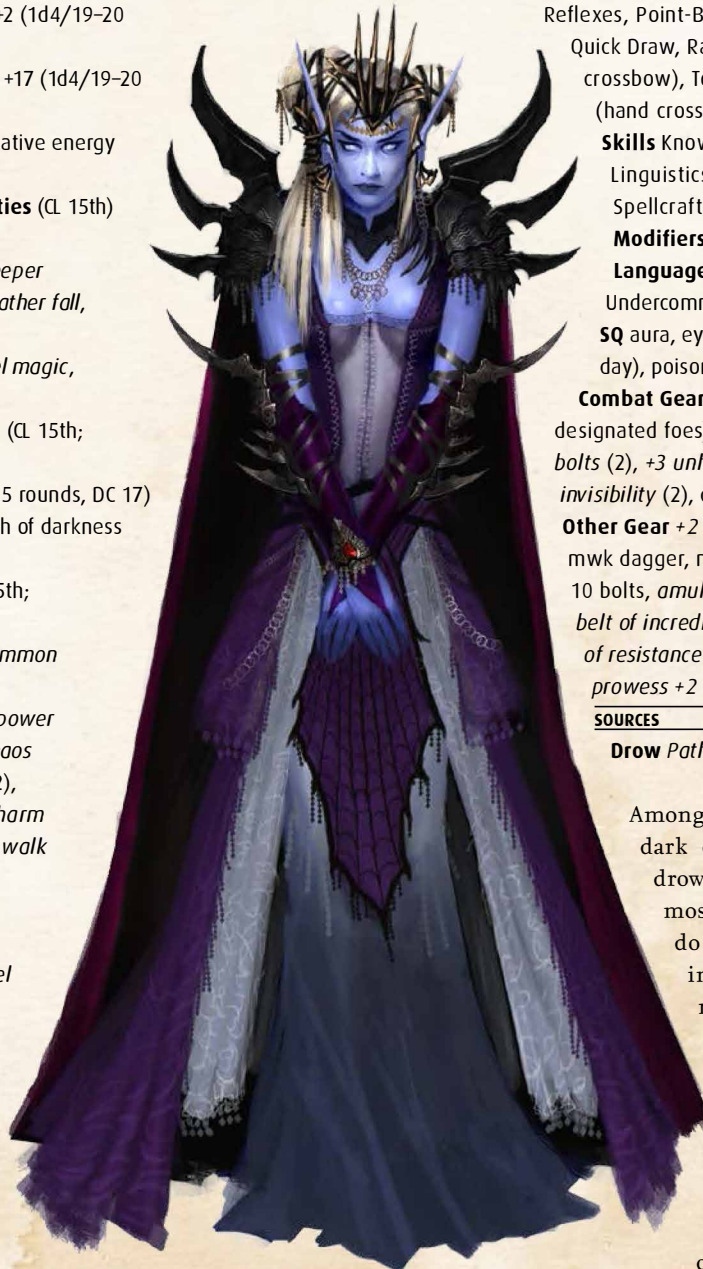 +2 (1d4/19–20
+17 (1d4/19–20
ative energy
ties (CL 15th)
eeper
ather fall,
el magic,
(CL 15th;
5 rounds, DC 17)
h of darkness
5th;
mmon
power
aos
2),
harm
walk
el
Reflexes, Point-B
Quick Draw, Ra
crossbow), To
(hand cross
Skills Know
Linguistics
Spellcraft
Modifiers
Language
Undercomm
SQ aura, ey
day), poison
Combat Gear
designated foes
bolts (2), +3 unh
invisibility (2),
Other Gear +2
mwk dagger, r
10 bolts, amul
belt of incredi
of resistance
prowess +2
SOURCES
Drow Path
Among
dark
drow
mos
do
in